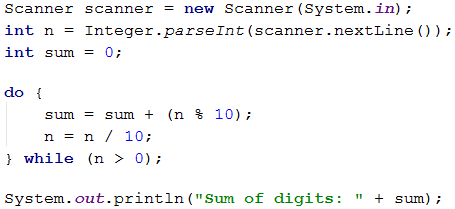 Scanner scanner = new Scanner(System.in);
int n = Integer.parseInt(scanner.nextLine());
int sum = 0;

do {
    sum = sum + (n % 10);
    n = n / 10;
} while (n > 0);

System.out.println("Sum of digits: " + sum);